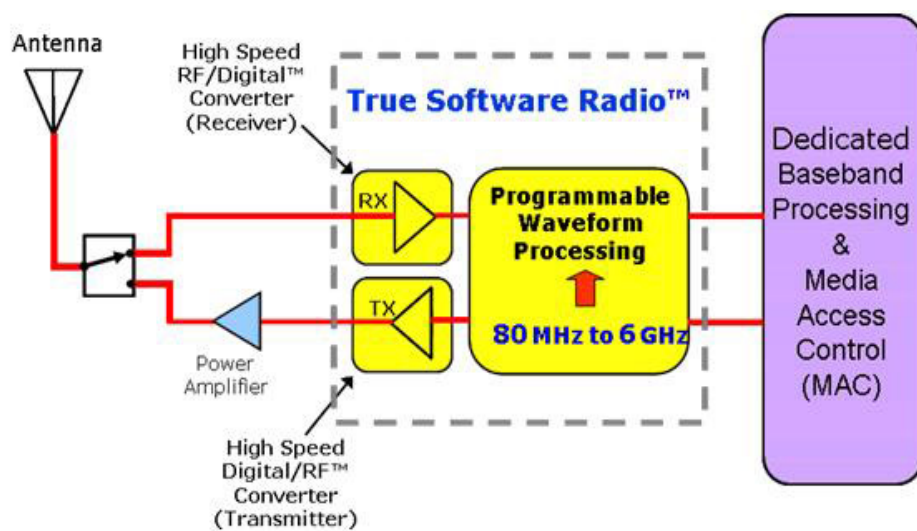 Antenna
High Speed
RF/Digital™
Converter
(Receiver)
True Software Radio™
RX
Programmable
Waveform
Processing
80 MHz to 6 GHz
TX
Power
Amplifier
High Speed
Digital/RF™
Converter
(Transmitter)
Dedicated
Baseband
Processing
&
Media
Access
Control
(MAC)